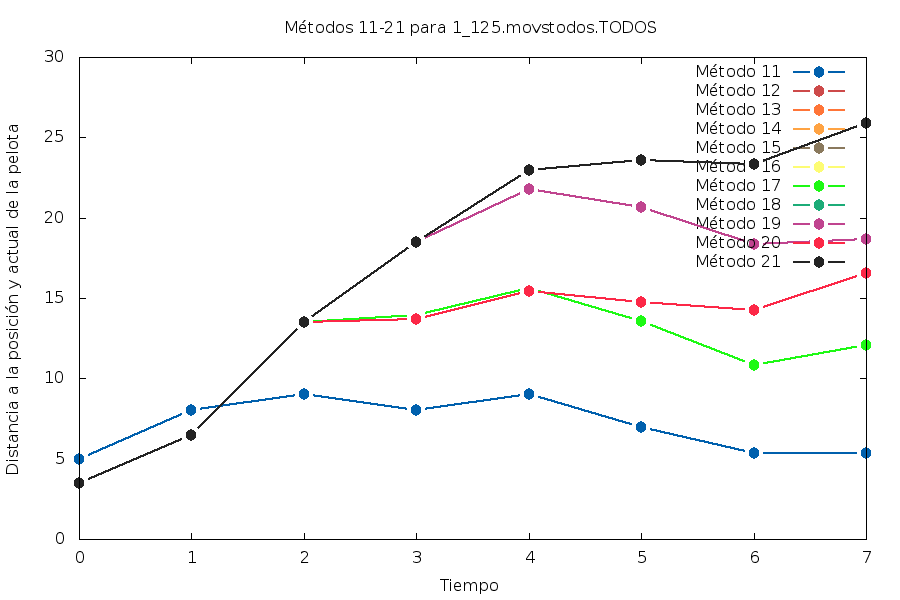 Métodos 11-21 para 1_125.movstodos.TODOS
Distancia a la posición y actual de la pelota
30
25
20
15
10
5
0
Método 11
Método 12
Método 13
Método 14
Método 15
Método 16
Método 17
Método 18
Método 19
Método 20
Método 21
0 1 2 3 4 5 6 7
Tiempo